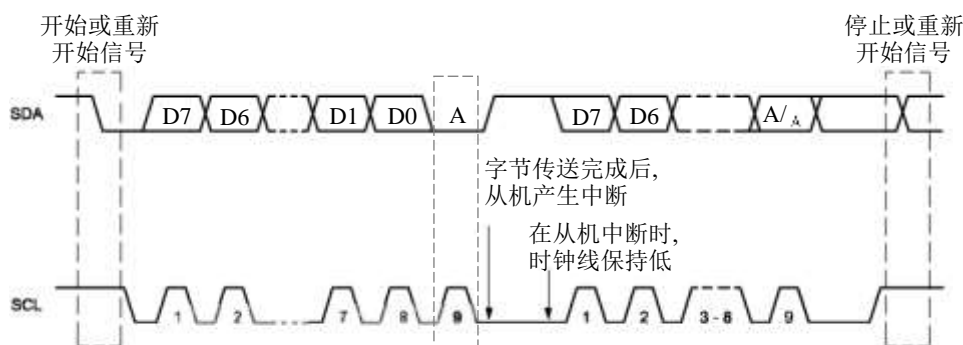 开始或重新
开始信号
停止或重新
开始信号
SDA
D7 D6 D1 D0 A D7 D6 A/A
字节传送完成后,
从机产生中断
在从机中断时,
时钟线保持低
SCL
1 2 7 8 9 1 2 3-8 9